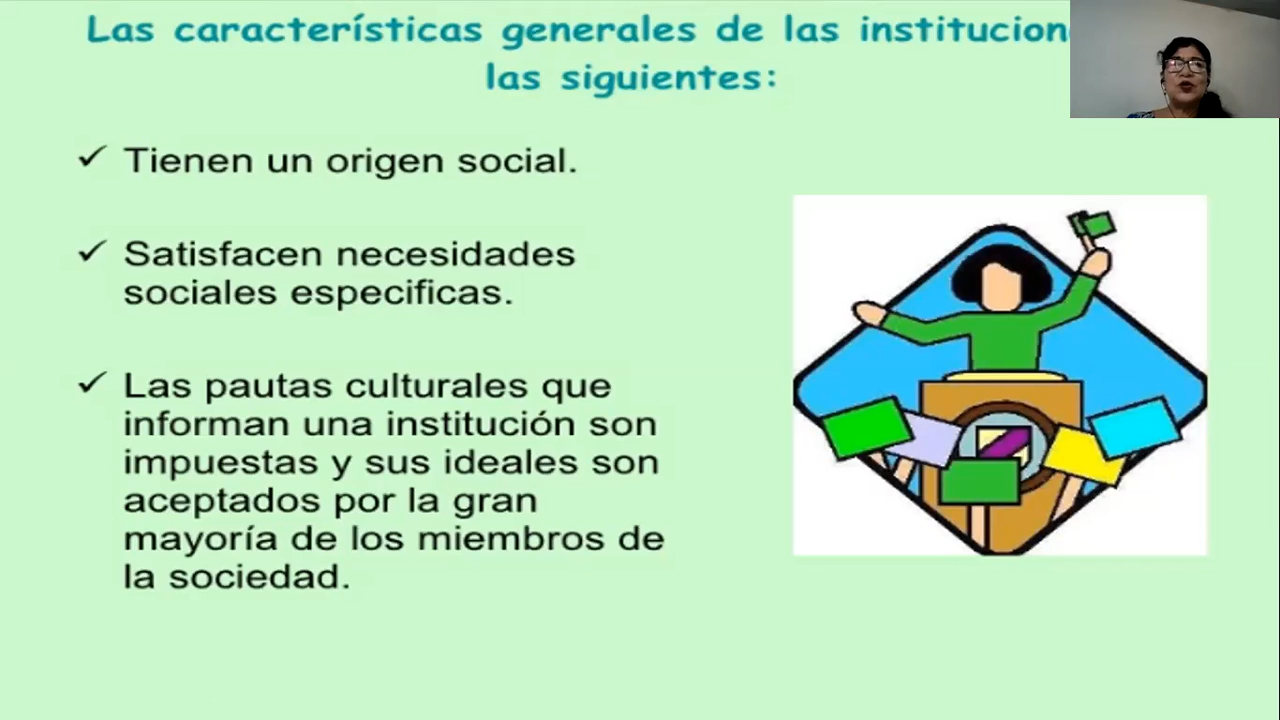 Las características generales de las
las siguientes:
Tienen un origen social.
Satisfacen necesidades
sociales especificas.
Las pautas culturales que
informan una institución son
impuestas y sus ideales son
aceptados por la gran
mayoría de los miembros de
la sociedad.